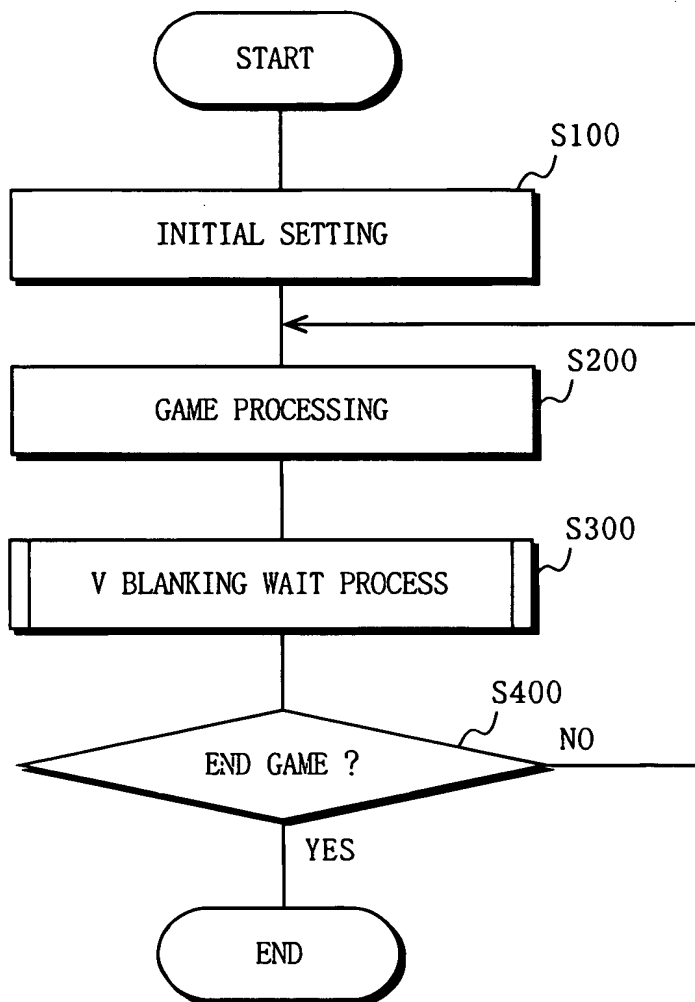 START
S100
INITIAL SETTING
S200
GAME PROCESSING
S300
V BLANKING WAIT PROCESS
S400
END GAME ?
NO
YES
END